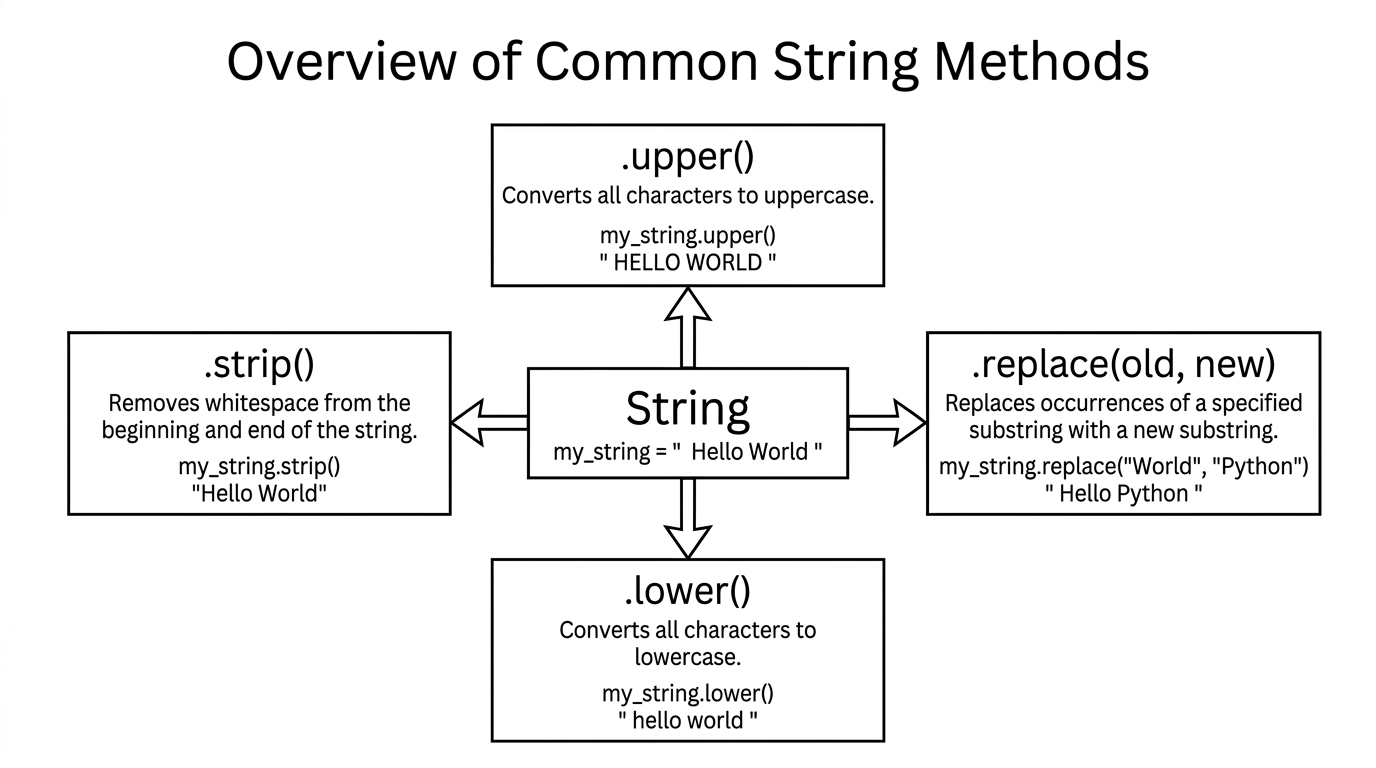 Overview of Common String Methods
.upper()
Converts all characters to uppercase.
my_string.upper()
" HELLO WORLD "
.strip()
Removes whitespace from the
beginning and end of the string.
my_string.strip()
"Hello World"
String
my_string = "  Hello World "
.replace(old, new)
Replaces occurrences of a specified
substring with a new substring.
my_string.replace("World", "Python")
" Hello Python "
.lower()
Converts all characters to
lowercase.
my_string.lower()
" hello world "